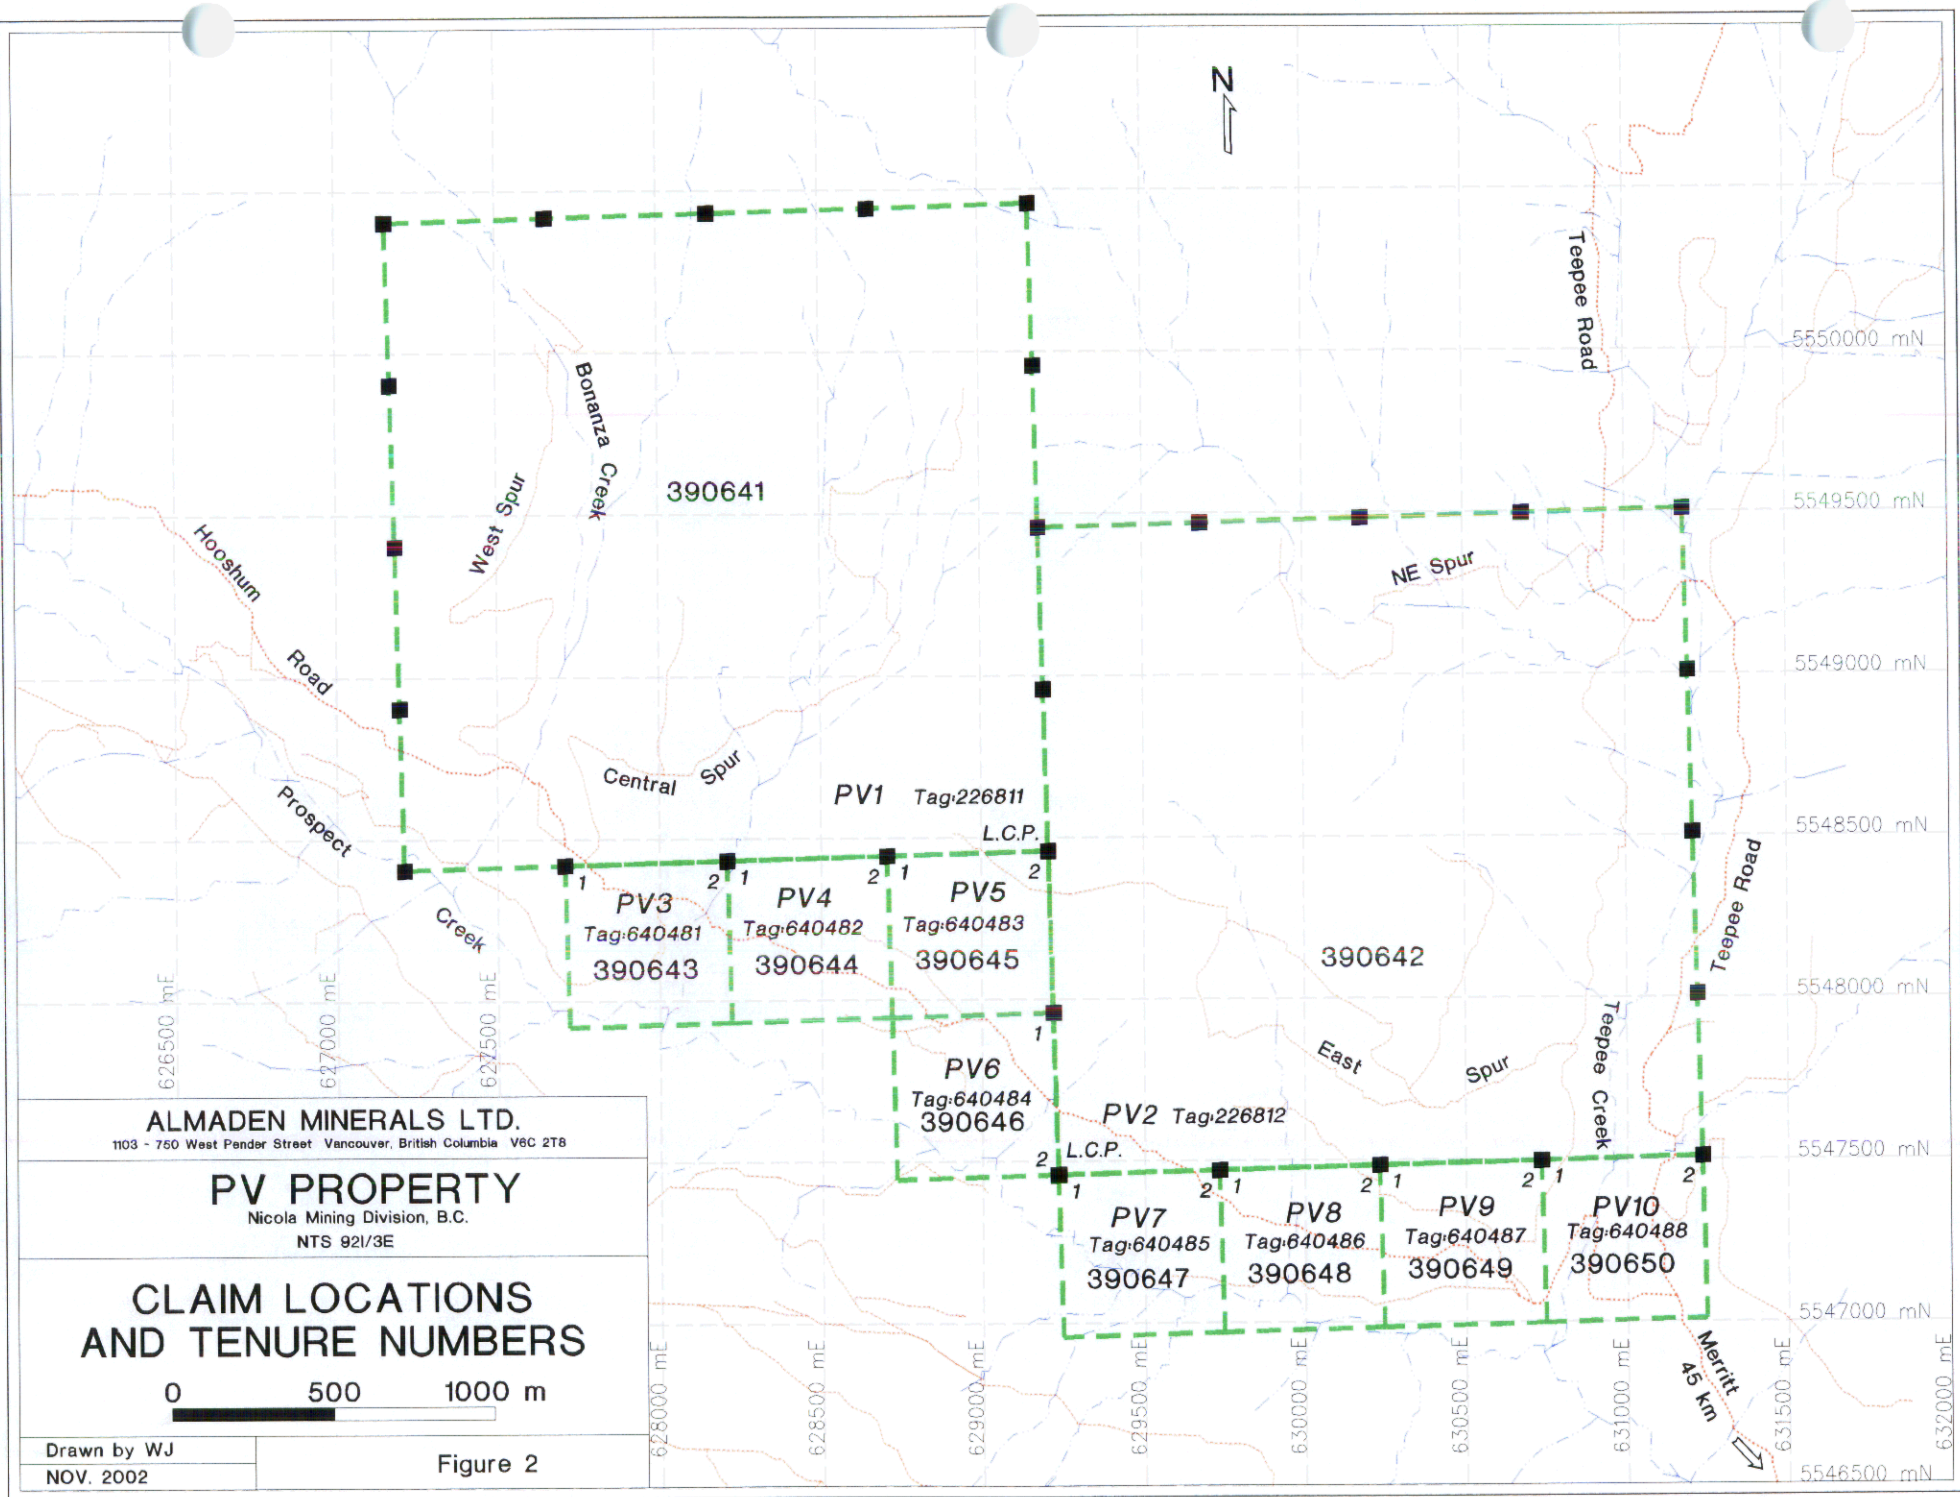 N
Teepee Road
5550000 mN
Bonanza Creek
West Spur
390641
5549500 mN
Hooshum
Road
NE Spur
5549000 mN
Central Spur
PV1 Tag:226811
L.C.P.
5548500 mN
Prospect
Creek
1
2
1
2
1
2
PV3
Tag:640481
390643
PV4
Tag:640482
390644
PV5
Tag:640483
390645
390642
Teepee Road
5548000 mN
626500 mE
627000 mE
627500 mE
1
PV6
Tag:640484
390646
2
East Spur
Teepee Creek
PV2 Tag:226812
L.C.P.
5547500 mN
1
2
1
2
1
2
1
2
PV7
Tag:640485
390647
PV8
Tag:640486
390648
PV9
Tag:640487
390649
PV10
Tag:640488
390650
5547000 mN
Merritt
45 km
628000 mE
628500 mE
629000 mE
629500 mE
630000 mE
630500 mE
631000 mE
631500 mE
632000 mE
5546500 mN
ALMADEN MINERALS LTD.
1103 - 750 West Pender Street Vancouver, British Columbia V6C 2T8
PV PROPERTY
Nicola Mining Division, B.C.
NTS 92I/3E
CLAIM LOCATIONS
AND TENURE NUMBERS
0 500 1000 m
Drawn by WJ
NOV. 2002
Figure 2